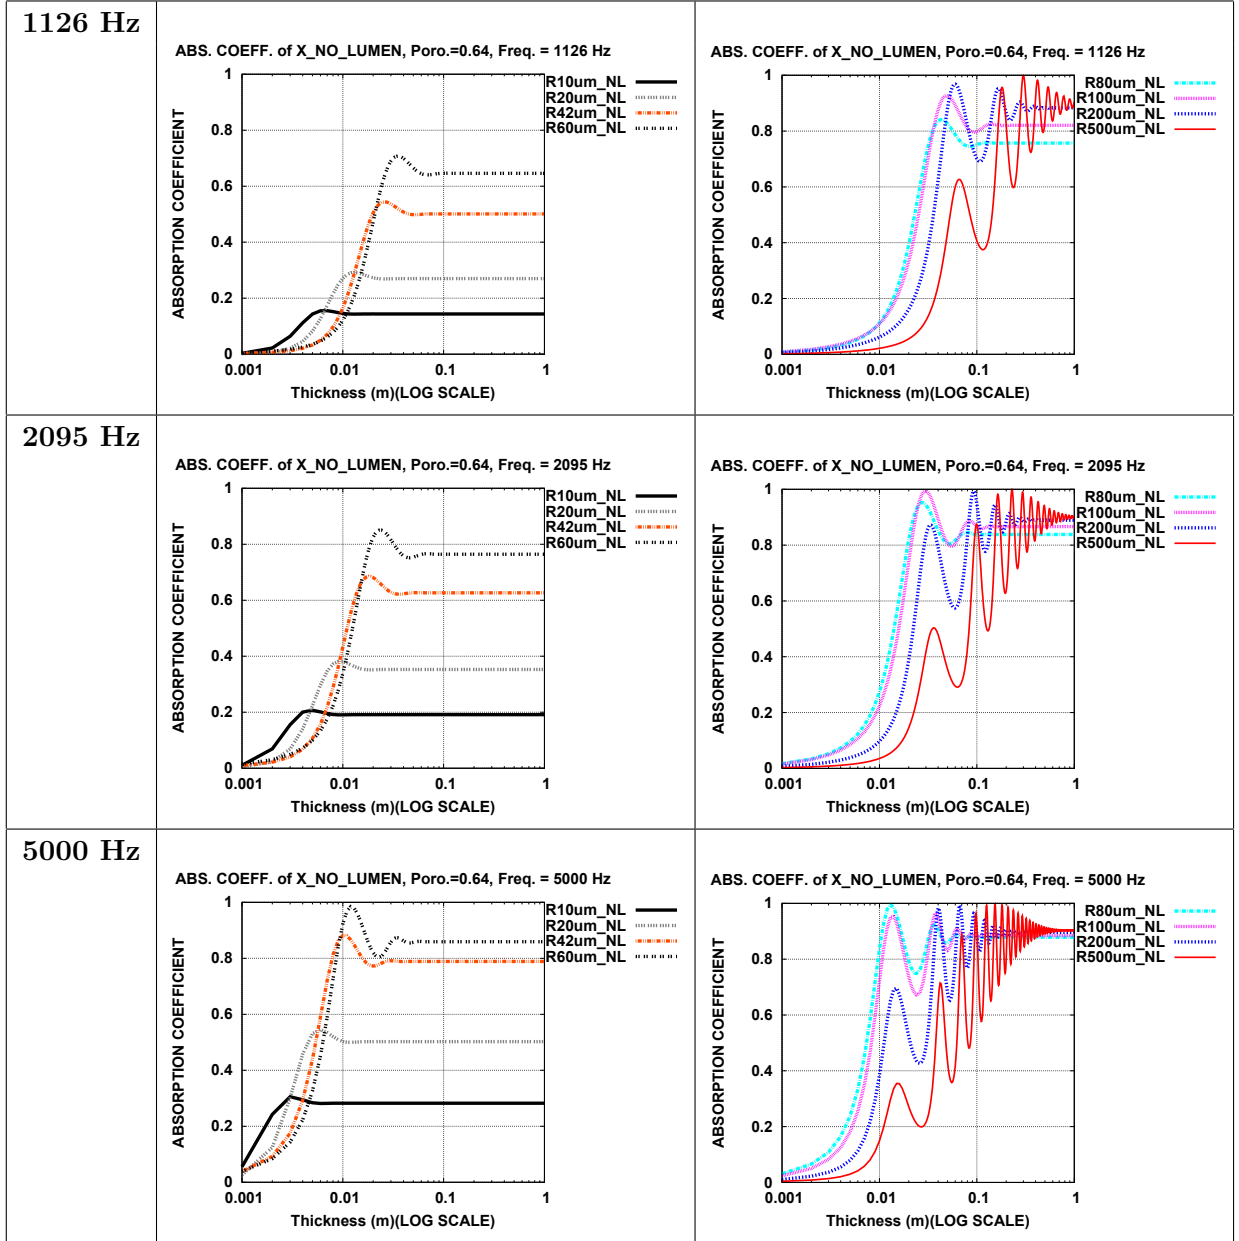 1126 Hz
ABS. COEFF. of X_NO_LUMEN, Poro.=0.64, Freq. = 1126 Hz
ABSORPTION COEFFICIENT
1
0.8
0.6
0.4
0.2
0
0.001
0.01
0.1
1
Thickness (m)(LOG SCALE)
R10um_NL
R20um_NL
R42um_NL
R60um_NL
ABS. COEFF. of X_NO_LUMEN, Poro.=0.64, Freq. = 1126 Hz
ABSORPTION COEFFICIENT
1
0.8
0.6
0.4
0.2
0
0.001
0.01
0.1
1
Thickness (m)(LOG SCALE)
R80um_NL
R100um_NL
R200um_NL
R500um_NL
2095 Hz
ABS. COEFF. of X_NO_LUMEN, Poro.=0.64, Freq. = 2095 Hz
ABSORPTION COEFFICIENT
1
0.8
0.6
0.4
0.2
0
0.001
0.01
0.1
1
Thickness (m)(LOG SCALE)
R10um_NL
R20um_NL
R42um_NL
R60um_NL
ABS. COEFF. of X_NO_LUMEN, Poro.=0.64, Freq. = 2095 Hz
ABSORPTION COEFFICIENT
1
0.8
0.6
0.4
0.2
0
0.001
0.01
0.1
1
Thickness (m)(LOG SCALE)
R80um_NL
R100um_NL
R200um_NL
R500um_NL
5000 Hz
ABS. COEFF. of X_NO_LUMEN, Poro.=0.64, Freq. = 5000 Hz
ABSORPTION COEFFICIENT
1
0.8
0.6
0.4
0.2
0
0.001
0.01
0.1
1
Thickness (m)(LOG SCALE)
R10um_NL
R20um_NL
R42um_NL
R60um_NL
ABS. COEFF. of X_NO_LUMEN, Poro.=0.64, Freq. = 5000 Hz
ABSORPTION COEFFICIENT
1
0.8
0.6
0.4
0.2
0
0.001
0.01
0.1
1
Thickness (m)(LOG SCALE)
R80um_NL
R100um_NL
R200um_NL
R500um_NL